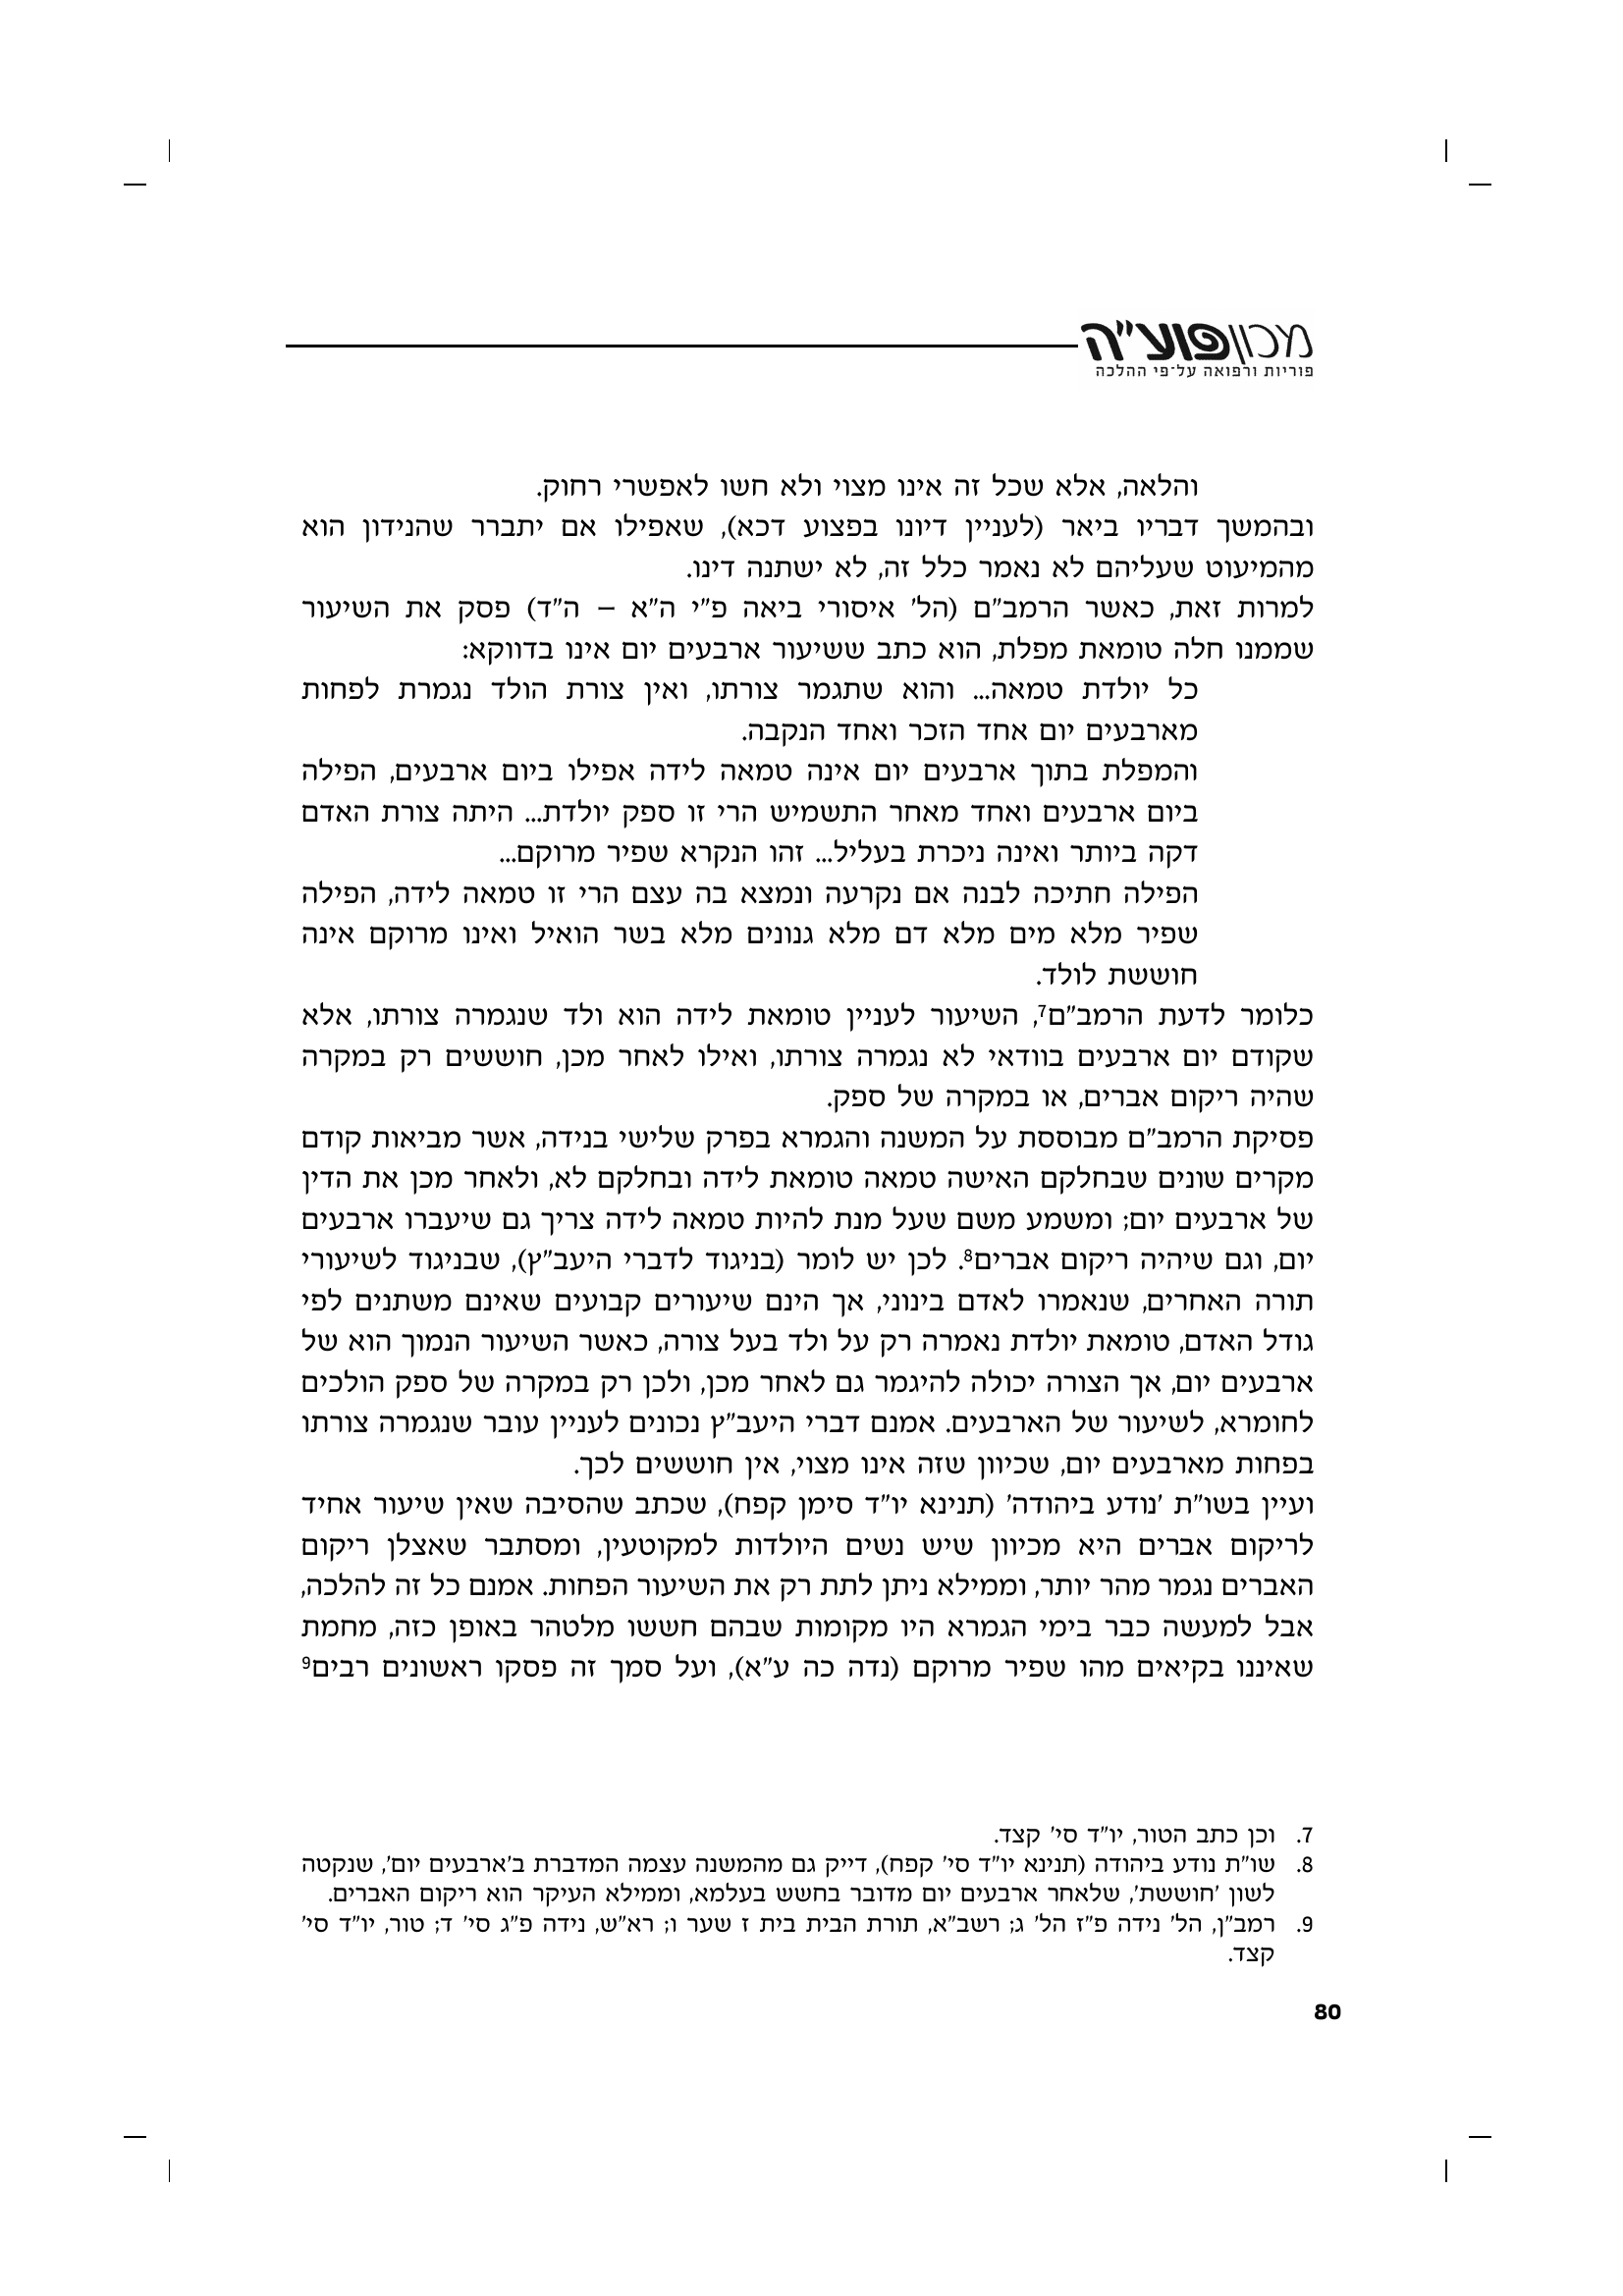 מכון פוע"ה
פוריות ורפואה על־פי ההלכה
והלאה, אלא שכל זה אינו מצוי ולא חשו לאפשרי רחוק.
ובהמשך דבריו ביאר (לעניין דיונו בפצוע דכא), שאפילו אם יתברר שהנידון הוא
מהמיעוט שעליהם לא נאמר כלל זה, לא ישתנה דינו.
למרות זאת, כאשר הרמב"ם (הל' איסורי ביאה פ"י ה"א – ה"ד) פסק את השיעור
שממנו חלה טומאת מפלת, הוא כתב ששיעור ארבעים יום אינו בדווקא:
כל יולדת טמאה... והוא שתגמר צורתו, ואין צורת הולד נגמרת לפחות
מארבעים יום אחד הזכר ואחד הנקבה.
והמפלת בתוך ארבעים יום אינה טמאה לידה אפילו ביום ארבעים, הפילה
ביום ארבעים ואחד מאחר התשמיש הרי זו ספק יולדת... היתה צורת האדם
דקה ביותר ואינה ניכרת בעליל... זהו הנקרא שפיר מרוקם...
הפילה חתיכה לבנה אם נקרעה ונמצא בה עצם הרי זו טמאה לידה, הפילה
שפיר מלא מים מלא דם מלא גנונים מלא בשר הואיל ואינו מרוקם אינה
חוששת לולד.
כלומר לדעת הרמב"ם7, השיעור לעניין טומאת לידה הוא ולד שנגמרה צורתו, אלא
שקודם יום ארבעים בוודאי לא נגמרה צורתו, ואילו לאחר מכן, חוששים רק במקרה
שהיה ריקום אברים, או במקרה של ספק.
פסיקת הרמב"ם מבוססת על המשנה והגמרא בפרק שלישי בנידה, אשר מביאות קודם
מקרים שונים שבחלקם האישה טמאה טומאת לידה ובחלקם לא, ולאחר מכן את הדין
של ארבעים יום; ומשמע משם שעל מנת להיות טמאה לידה צריך גם שיעברו ארבעים
יום, וגם שיהיה ריקום אברים8. לכן יש לומר (בניגוד לדברי היעב"ץ), שבניגוד לשיעורי
תורה האחרים, שנאמרו לאדם בינוני, אך הינם שיעורים קבועים שאינם משתנים לפי
גודל האדם, טומאת יולדת נאמרה רק על ולד בעל צורה, כאשר השיעור הנמוך הוא של
ארבעים יום, אך הצורה יכולה להיגמר גם לאחר מכן, ולכן רק במקרה של ספק הולכים
לחומרא, לשיעור של הארבעים. אמנם דברי היעב"ץ נכונים לעניין עובר שנגמרה צורתו
בפחות מארבעים יום, שכיוון שזה אינו מצוי, אין חוששים לכך.
ועיין בשו"ת 'נודע ביהודה' (תנינא יו"ד סימן קפח), שכתב שהסיבה שאין שיעור אחיד
לריקום אברים היא מכיוון שיש נשים היולדות למקוטעין, ומסתבר שאצלן ריקום
האברים נגמר מהר יותר, וממילא ניתן לתת רק את השיעור הפחות. אמנם כל זה להלכה,
אבל למעשה כבר בימי הגמרא היו מקומות שבהם חששו מלטהר באופן כזה, מחמת
שאיננו בקיאים מהו שפיר מרוקם (נדה כה ע"א), ועל סמך זה פסקו ראשונים רבים9
7. וכן כתב הטור, יו"ד סי' קצד.
8. שו"ת נודע ביהודה (תנינא יו"ד סי' קפח), דייק גם מהמשנה עצמה המדברת ב'ארבעים יום', שנקטה
לשון 'חוששת', שלאחר ארבעים יום מדובר בחשש בעלמא, וממילא העיקר הוא ריקום האברים.
9. רמב"ן, הל' נידה פ"ז הל' ג; רשב"א, תורת הבית בית ז שער ו; רא"ש, נידה פ"ג סי' ד; טור, יו"ד סי'
קצד.
80